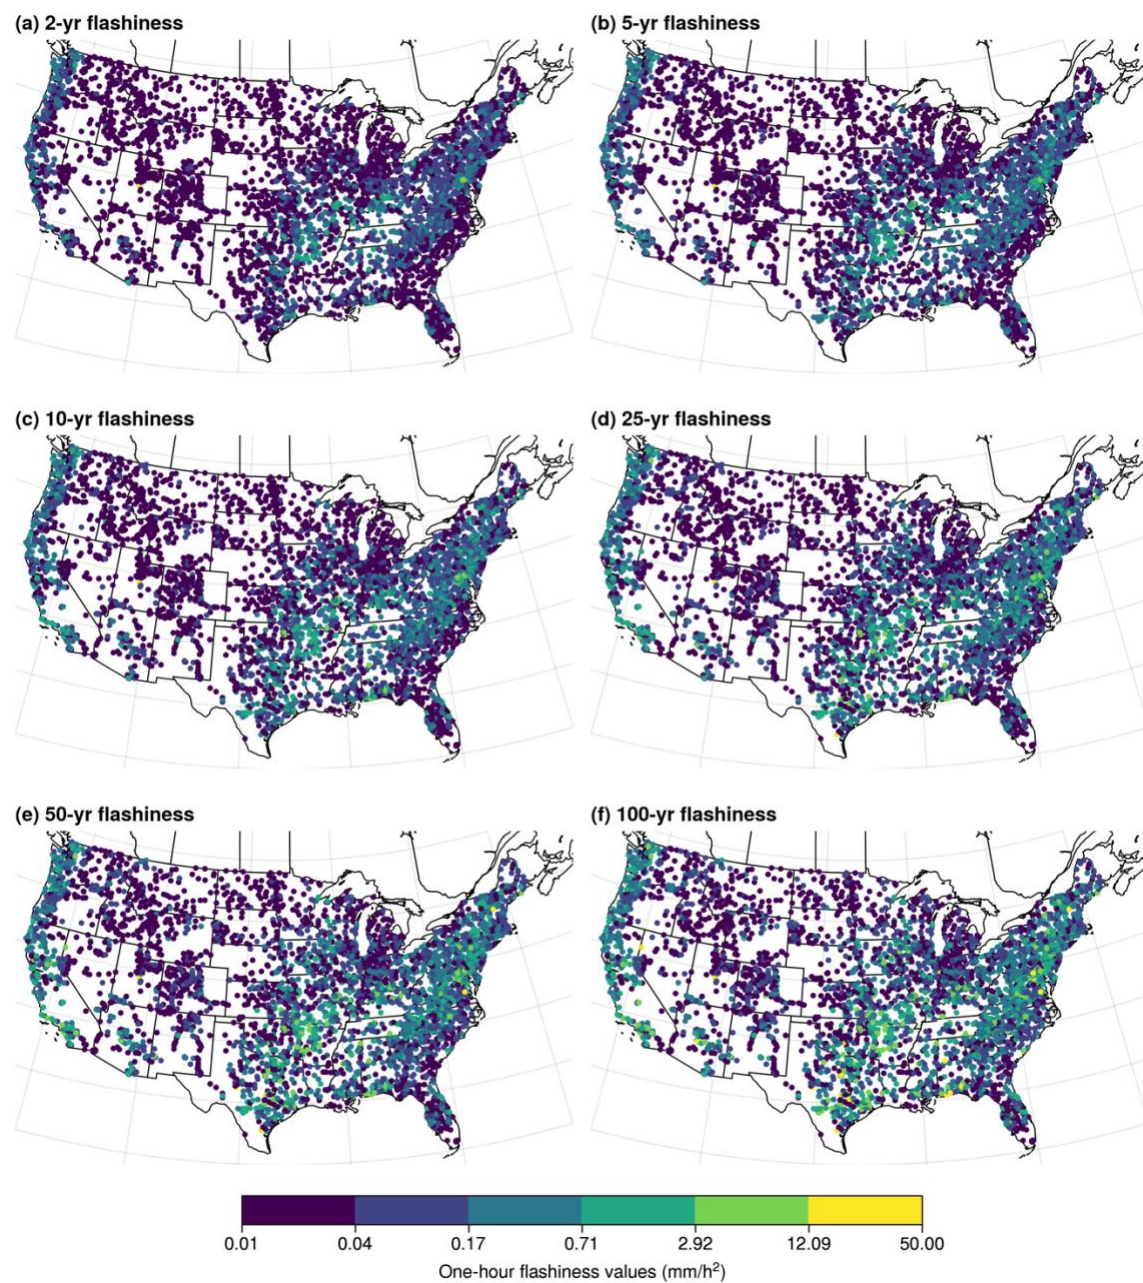 (a) 2-yr flashiness
(b) 5-yr flashiness
(c) 10-yr flashiness
(d) 25-yr flashiness
(e) 50-yr flashiness
(f) 100-yr flashiness
0.01 0.04 0.17 0.71 2.92 12.09 50.00
One-hour flashiness values (mm/h²)